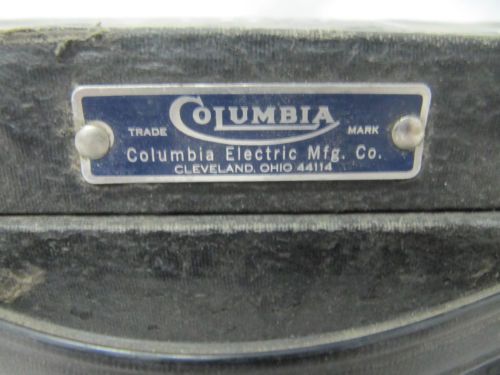 COLUMBIA
TRADE MARK
Columbia Electric Mfg. Co.
CLEVELAND, OHIO 44114